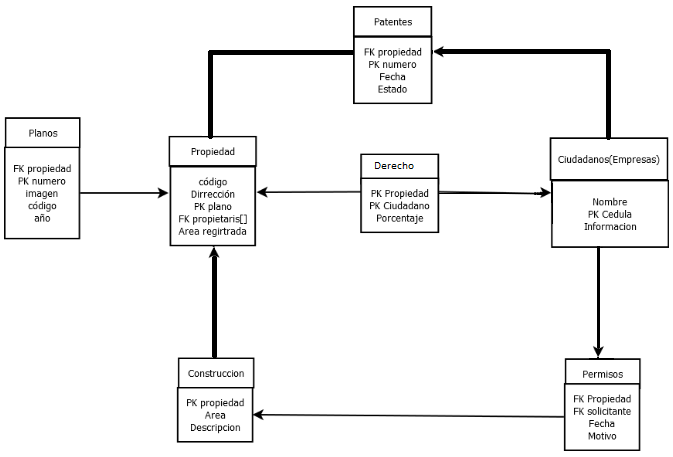 Patentes
FK propiedad
PK numero
Fecha
Estado
Planos
FK propiedad
PK numero
imagen
código
año
Propiedad
código
Dirrección
PK plano
FK propietaris[]
Area regirtrada
Derecho
PK Propiedad
PK Ciudadano
Porcentaje
Ciudadanos(Empresas)
Nombre
PK Cedula
Informacion
Construccion
PK propiedad
Area
Descripcion
Permisos
FK Propiedad
FK solicitante
Fecha
Motivo